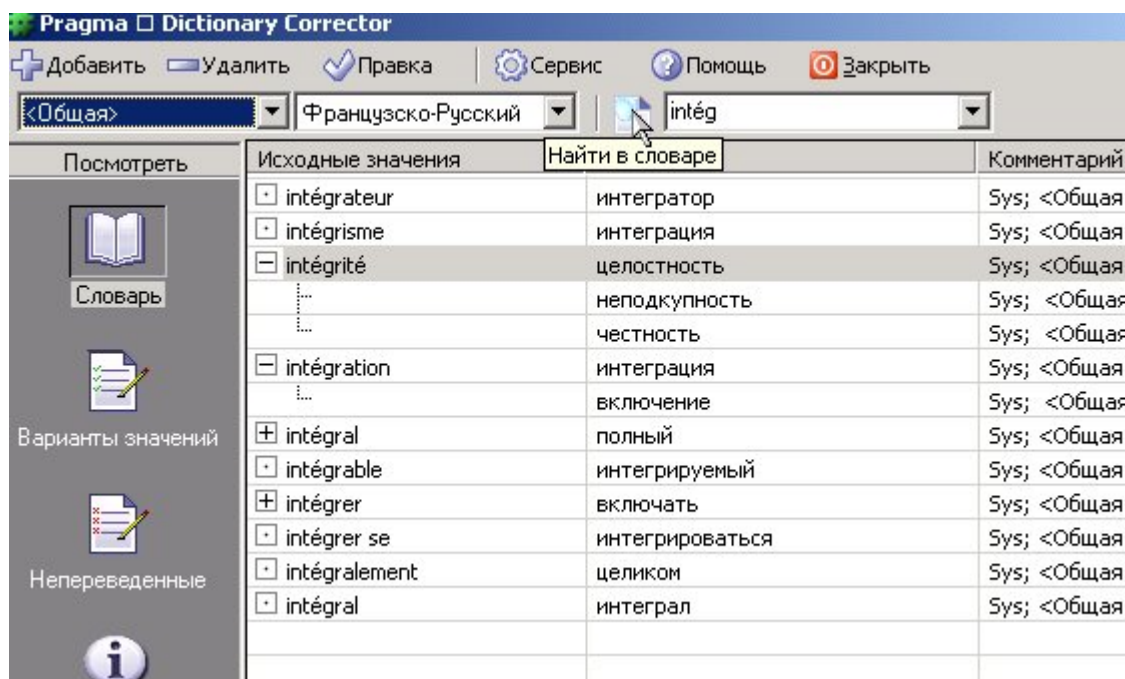 Pragma □ Dictionary Corrector
Добавить Удалить Правка Сервис Помощь Закрыть
<Общая> Французско-Русский intég
Найти в словаре
Посмотреть Исходные значения Комментарий
intégrateur интегратор Sys; <Общая
intégrisme интеграция Sys; <Общая
intégrité целостность Sys; <Общая
Словарь неподкупность Sys; <Общая
честность Sys; <Общая
intégration интеграция Sys; <Общая
включение Sys; <Общая
Варианты значений intégral полный Sys; <Общая
intégrable интегрируемый Sys; <Общая
intégrer включать Sys; <Общая
intégrer se интегрироваться Sys; <Общая
Непереведенные intégralement целиком Sys; <Общая
intégral интеграл Sys; <Общая